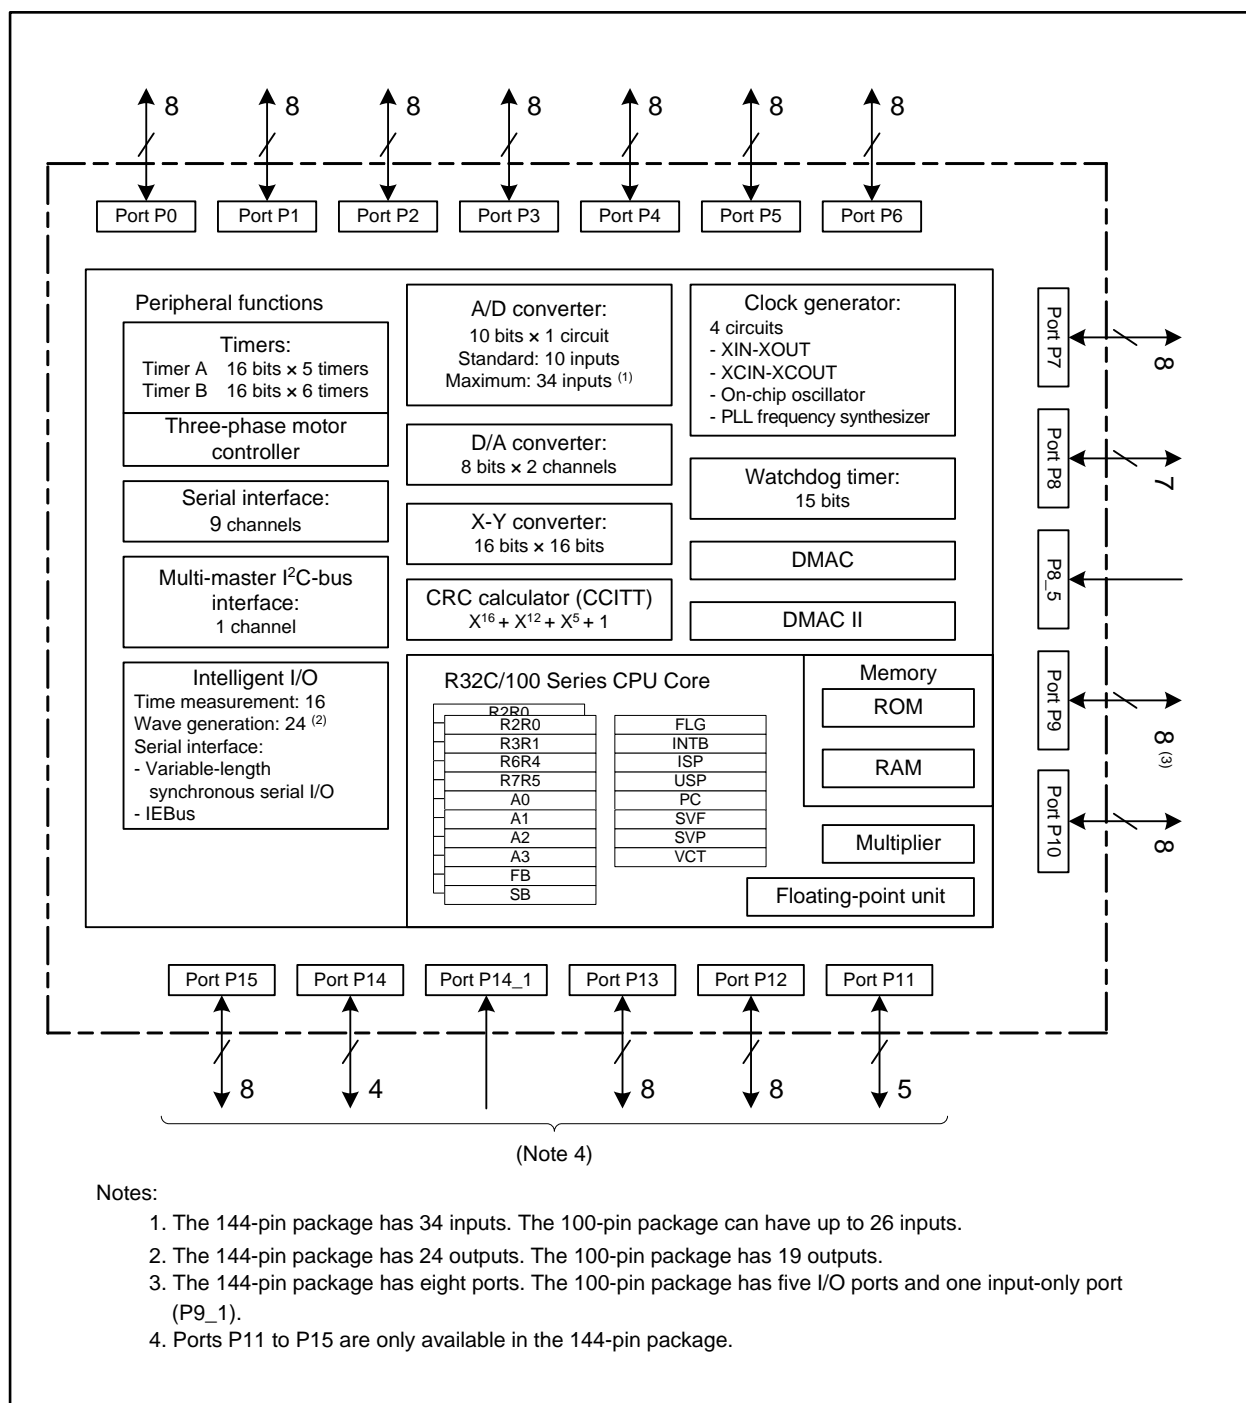 8 8 8 8 8 8 8
Port P0 Port P1 Port P2 Port P3 Port P4 Port P5 Port P6
Peripheral functions
Timers:
Timer A 16 bits × 5 timers
Timer B 16 bits × 6 timers
Three-phase motor
controller
Serial interface:
9 channels
Multi-master I²C-bus
interface:
1 channel
Intelligent I/O
Time measurement: 16
Wave generation: 24 (2)
Serial interface:
- Variable-length
synchronous serial I/O
- IEBus
A/D converter:
10 bits × 1 circuit
Standard: 10 inputs
Maximum: 34 inputs (1)
D/A converter:
8 bits × 2 channels
X-Y converter:
16 bits × 16 bits
CRC calculator (CCITT)
X¹⁶ + X¹² + X⁵ + 1
Clock generator:
4 circuits
- XIN-XOUT
- XCIN-XCOUT
- On-chip oscillator
- PLL frequency synthesizer
Watchdog timer:
15 bits
DMAC
DMAC II
R32C/100 Series CPU Core
R2R0
R2R0
R3R1
R6R4
R7R5
A0
A1
A2
A3
FB
SB
FLG
INTB
ISP
USP
PC
SVF
SVP
VCT
Memory
ROM
RAM
Multiplier
Floating-point unit
Port P7
8
Port P8
7
P8_5
Port P9
8 (3)
Port P10
8
Port P15 Port P14 Port P14_1 Port P13 Port P12 Port P11
8 4 8 8 5
(Note 4)
Notes:
1. The 144-pin package has 34 inputs. The 100-pin package can have up to 26 inputs.
2. The 144-pin package has 24 outputs. The 100-pin package has 19 outputs.
3. The 144-pin package has eight ports. The 100-pin package has five I/O ports and one input-only port
(P9_1).
4. Ports P11 to P15 are only available in the 144-pin package.